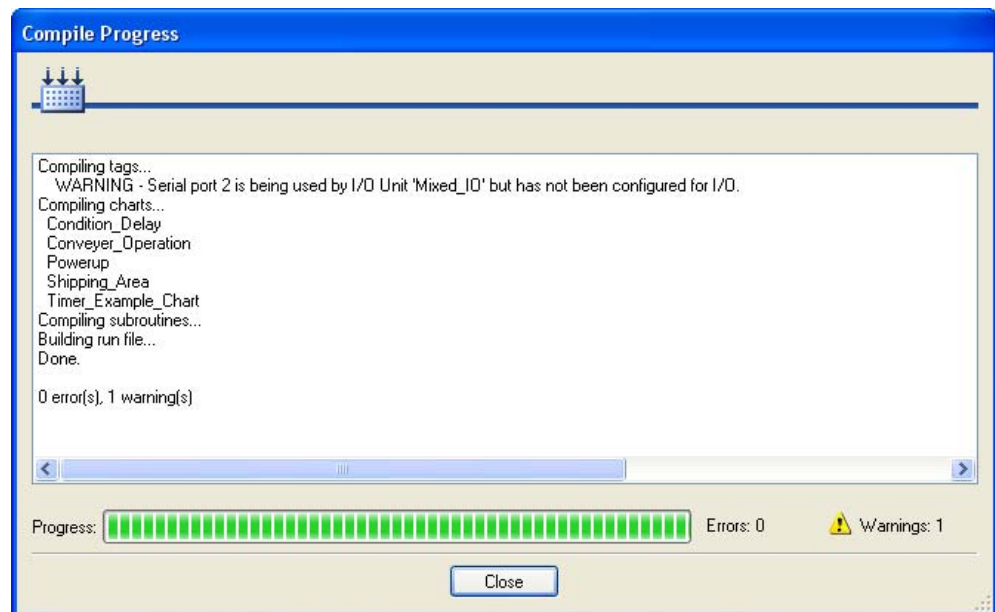 Compile Progress
Compiling tags...
WARNING - Serial port 2 is being used by I/O Unit 'Mixed_IO' but has not been configured for I/O.
Compiling charts...
Condition_Delay
Conveyer_Operation
Powerup
Shipping_Area
Timer_Example_Chart
Compiling subroutines...
Building run file...
Done.
0 error(s), 1 warning(s)
Progress: Errors: 0 Warnings: 1
Close